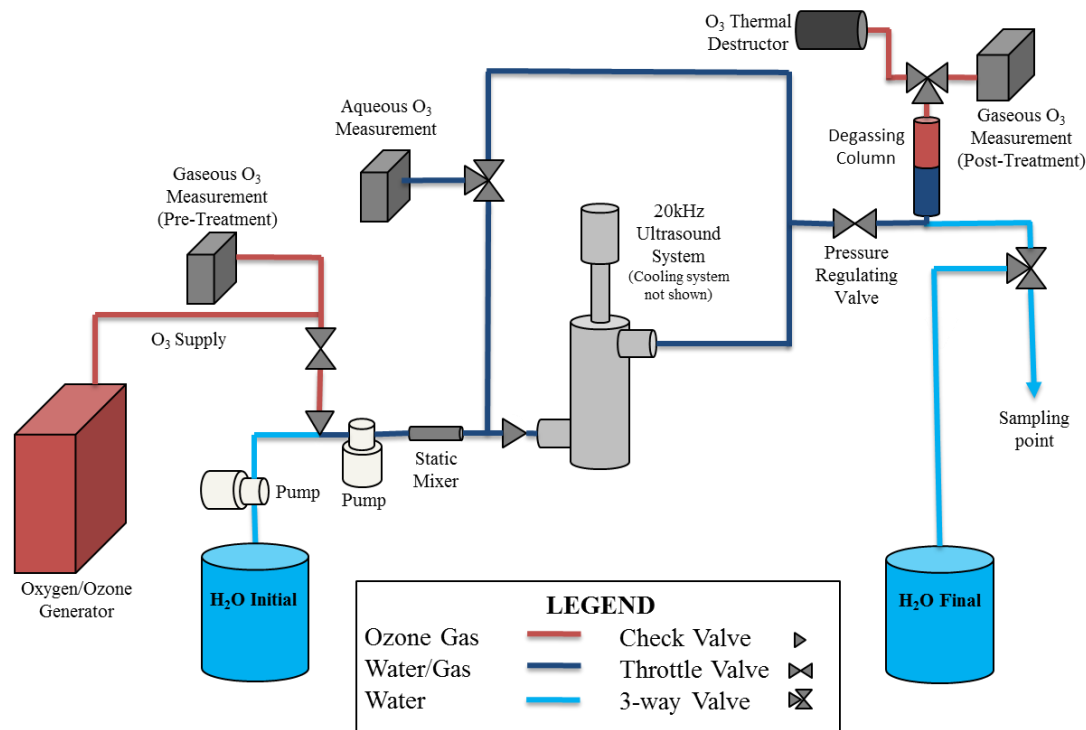 O₃ Thermal
Destructor
Aqueous O₃
Measurement
Gaseous O₃
Measurement
(Pre-Treatment)
Degassing
Column
Gaseous O₃
Measurement
(Post-Treatment)
20kHz
Ultrasound
System
(Cooling system
not shown)
Pressure
Regulating
Valve
O₃ Supply
Static
Mixer
Pump
Pump
Sampling
point
Oxygen/Ozone
Generator
H₂O Initial
H₂O Final
LEGEND
Ozone Gas
Check Valve
Water/Gas
Throttle Valve
Water
3-way Valve